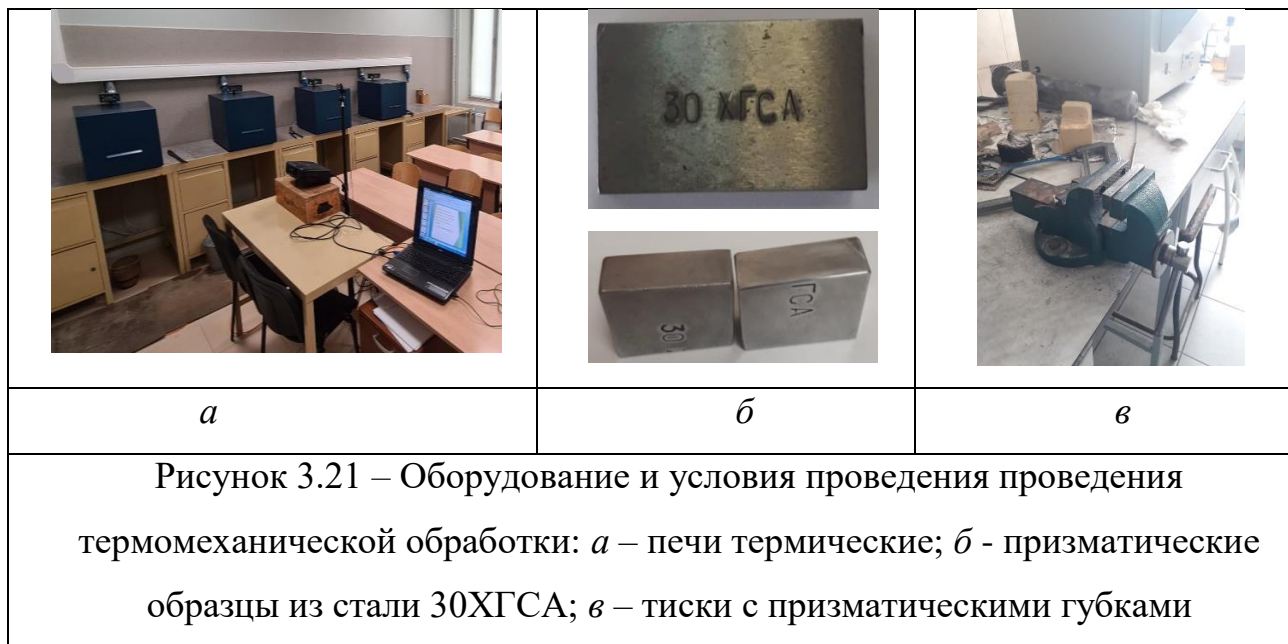 30 ХГСА
30
ГСА
а
б
в
Рисунок 3.21 – Оборудование и условия проведения проведения
термомеханической обработки: а – печи термические; б - призматические
образцы из стали 30ХГСА; в – тиски с призматическими губками